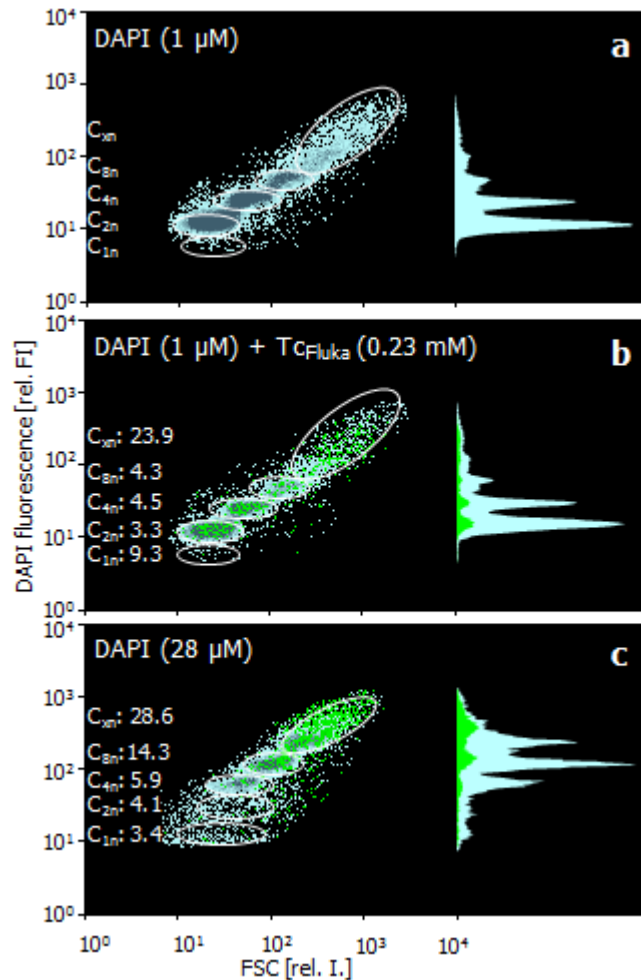 DAPI (1 µM)
a
10⁴
10³
10²
10¹
10⁰
Cₓₙ
C₈ₙ
C₄ₙ
C₂ₙ
C₁ₙ
DAPI (1 µM) + Tc_Fluka (0.23 mM)
b
10⁴
10³
10²
10¹
10⁰
Cₓₙ: 23.9
C₈ₙ: 4.3
C₄ₙ: 4.5
C₂ₙ: 3.3
C₁ₙ: 9.3
DAPI fluorescence [rel. FI]
DAPI (28 µM)
c
10⁴
10³
10²
10¹
10⁰
Cₓₙ: 28.6
C₈ₙ: 14.3
C₄ₙ: 5.9
C₂ₙ: 4.1
C₁ₙ: 3.4
10⁰ 10¹ 10² 10³ 10⁴
FSC [rel. I.]